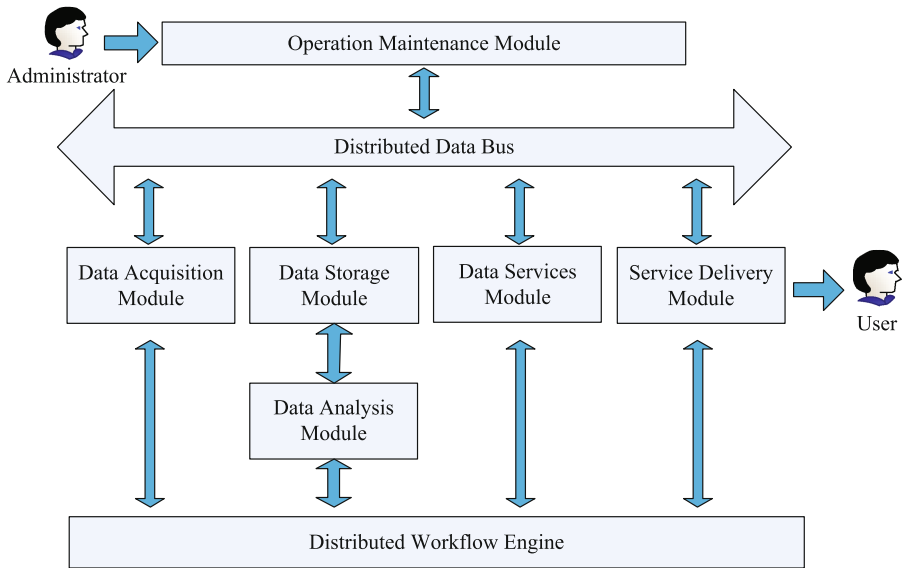 Operation Maintenance Module
Administrator
Distributed Data Bus
Data Acquisition
Module
Data Storage
Module
Data Services
Module
Service Delivery
Module
User
Data Analysis
Module
Distributed Workflow Engine